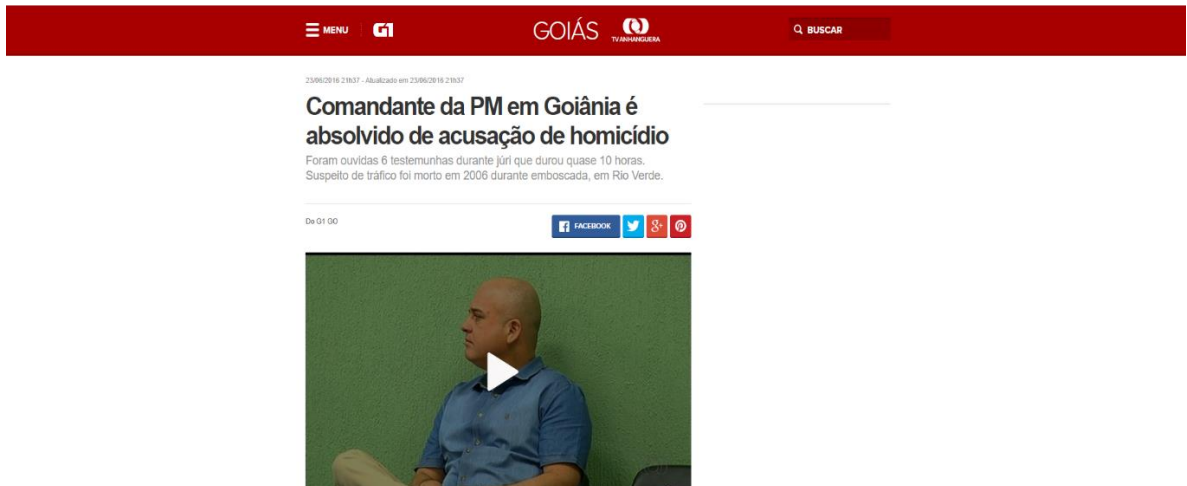 MENU G1 GOIÁS TV ANHANGUERA BUSCAR
23/06/2016 21h37 - Atualizado em 23/06/2016 21h37
Comandante da PM em Goiânia é
absolvido de acusação de homicídio
Foram ouvidas 6 testemunhas durante júri que durou quase 10 horas.
Suspeito de tráfico foi morto em 2006 durante emboscada, em Rio Verde.
Do G1 GO FACEBOOK